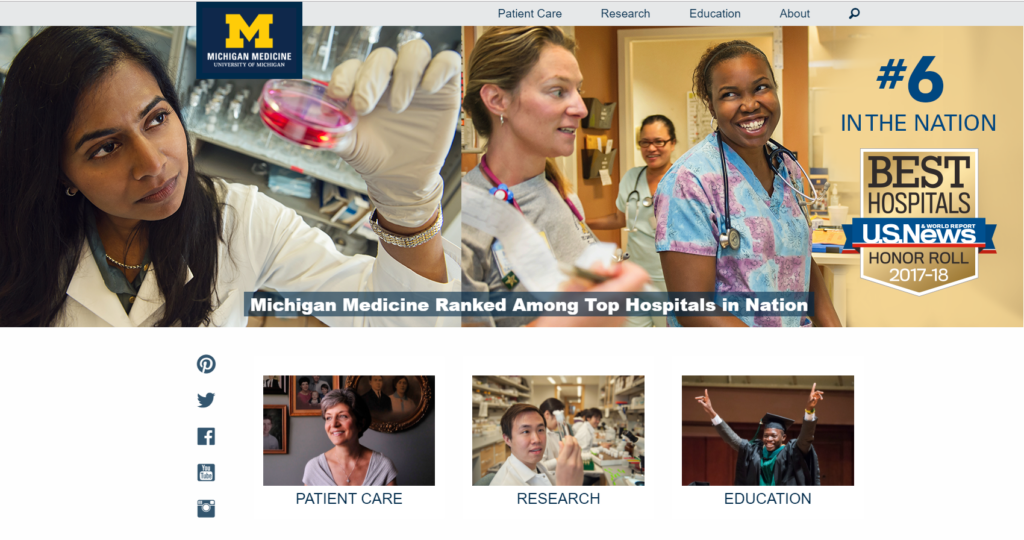 Patient Care
Research
Education
About
M
MICHIGAN MEDICINE
UNIVERSITY OF MICHIGAN
#6
IN THE NATION
BEST
HOSPITALS
U.S.News
& WORLD REPORT
HONOR ROLL
2017-18
Michigan Medicine Ranked Among Top Hospitals in Nation
You
Tube
PATIENT CARE
RESEARCH
EDUCATION